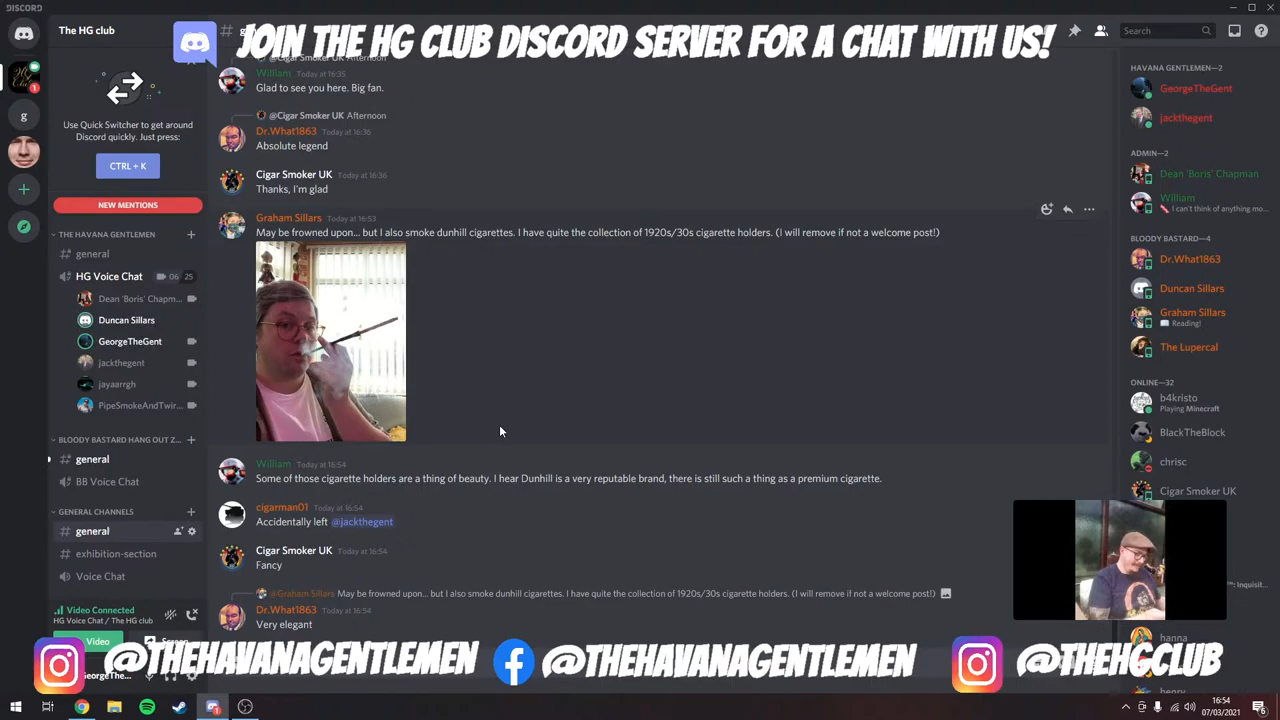 DISCORD
JOIN THE HG CLUB DISCORD SERVER FOR A CHAT WITH US!
The HG club
Search
Use Quick Switcher to get around
Discord quickly. Just press:
CTRL + K
NEW MENTIONS
THE HAVANA GENTLEMEN
general
HG Voice Chat
06 25
Dean 'Boris' Chapm...
Duncan Sillars
GeorgeTheGent
jackthegent
jayaarrgh
PipeSmokeAndTwir...
BLOODY BASTARD HANG OUT Z...
general
BB Voice Chat
GENERAL CHANNELS
general
exhibition-section
Voice Chat
Video Connected
HG Voice Chat / The HG club
Video
Screen
GeorgeThe...
@Cigar Smoker UK Afternoon
William Today at 16:35
Glad to see you here. Big fan.
@Cigar Smoker UK Afternoon
Dr.What1863 Today at 16:36
Absolute legend
Cigar Smoker UK Today at 16:36
Thanks, I'm glad
Graham Sillars Today at 16:53
May be frowned upon... but I also smoke dunhill cigarettes. I have quite the collection of 1920s/30s cigarette holders. (I will remove if not a welcome post!)
William Today at 16:54
Some of those cigarette holders are a thing of beauty. I hear Dunhill is a very reputable brand, there is still such a thing as a premium cigarette.
cigarman01 Today at 16:54
Accidentally left @jackthegent
Cigar Smoker UK Today at 16:54
Fancy
@Graham Sillars May be frowned upon... but I also smoke dunhill cigarettes. I have quite the collection of 1920s/30s cigarette holders. (I will remove if not a welcome post!)
Dr.What1863 Today at 16:54
Very elegant
HAVANA GENTLEMEN—2
GeorgeTheGent
jackthegent
ADMIN—2
Dean 'Boris' Chapman
William
I can't think of anything mo...
BLOODY BASTARD—4
Dr.What1863
Duncan Sillars
Graham Sillars
Reading!
The Lupercal
ONLINE—32
b4kristo
Playing Minecraft
BlackTheBlock
chrisc
Cigar Smoker UK
: Inquisit...
hanna
henry
@THEHAVANAGENTLEMEN
@THEHAVANAGENTLEMEN
@THEHGCLUB
16:54
07/03/2021